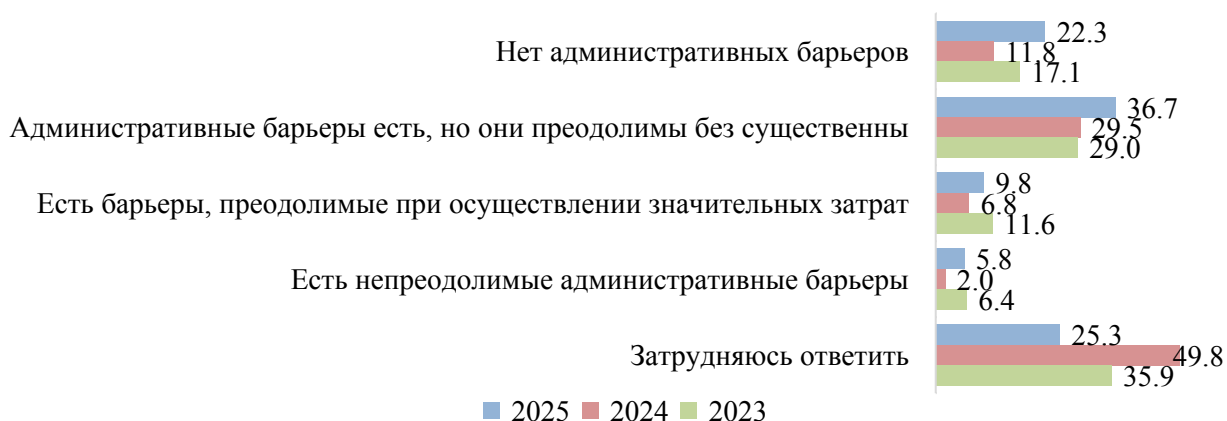 Нет административных барьеров
22.3
11.8
17.1
Административные барьеры есть, но они преодолимы без существенны
36.7
29.5
29.0
Есть барьеры, преодолимые при осуществлении значительных затрат
9.8
6.8
11.6
Есть непреодолимые административные барьеры
5.8
2.0
6.4
Затрудняюсь ответить
25.3
49.8
35.9
2025 2024 2023